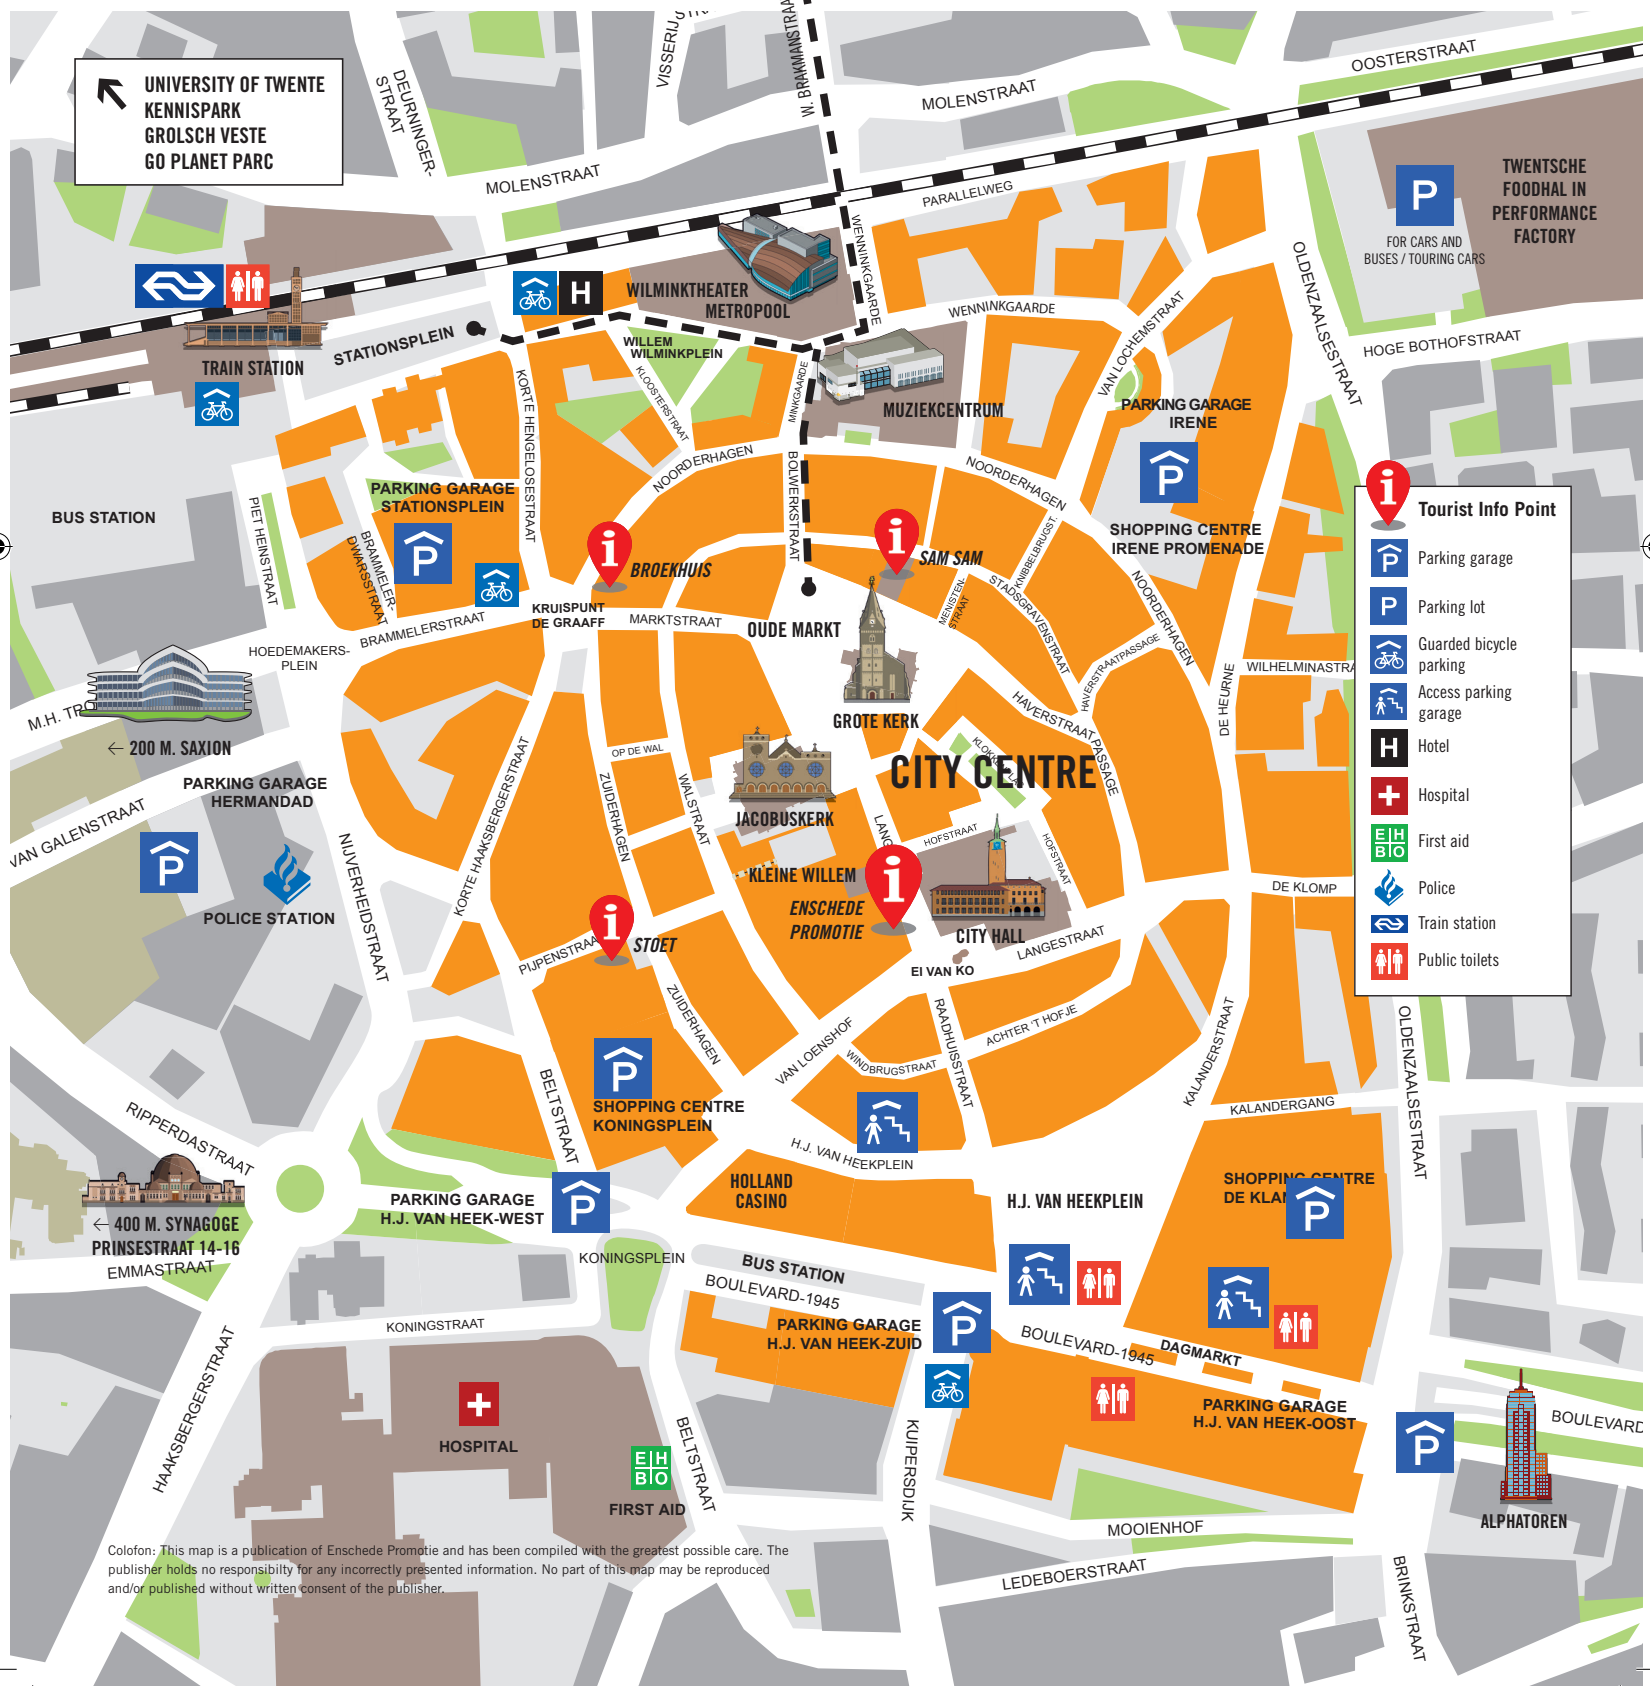 UNIVERSITY OF TWENTE
KENNISPARK
GROLSCH VESTE
GO PLANET PARC
DEURNINGER-
STRAAT
W. BRAKMANSTRAAT
MOLENSTRAAT
OOSTERSTRAAT
MOLENSTRAAT
PARALLELWEG
P
FOR CARS AND
BUSES / TOURING CARS
TWENTSCHE
FOODHAL IN
PERFORMANCE
FACTORY
WENNINKGAARDE
OLDENZAALSESTRAAT
TRAIN STATION
STATIONSPLEIN
H
WILMINKTHEATER
METROPOOL
WENNINKGAARDE
VAN LOCHEMSTRAAT
HOGE BOTHOFSTRAAT
WILLEM
WILMINKPLEIN
KLOOSTERSTRAAT
MINKGAARDE
MUZIEKCENTRUM
PARKING GARAGE
IRENE
P
KORTE HENGELOSESTRAAT
NOORDERHAGEN
BOLWERKSTRAAT
NOORDERHAGEN
PARKING GARAGE
STATIONSPLEIN
P
BUS STATION
PIET HEINSTRAAT
BRAMMELER-
DWARSSTRAAT
SHOPPING CENTRE
IRENE PROMENADE
i
BROEKHUIS
i
SAM SAM
KNIBBELBRUGST.
STADSGRAVENSTRAAT
MENISTEN-
STRAAT
NOORDERHAGEN
i
Tourist Info Point
P
Parking garage
P
Parking lot
Guarded bicycle
parking
Access parking
garage
H
Hotel
Hospital
EHBO
First aid
Police
Train station
Public toilets
KRUISPUNT
DE GRAAFF
MARKTSTRAAT
OUDE MARKT
BRAMMELERSTRAAT
HOEDEMAKERS-
PLEIN
HAVERSTRAATPASSAGE
WILHELMINASTRA
DE HEURNE
M.H. TRO
← 200 M. SAXION
GROTE KERK
HAVERSTRAAT PASSAGE
OP DE WAL
CITY CENTRE
PARKING GARAGE
HERMANDAD
VAN GALENSTRAAT
P
POLICE STATION
NIJVERHEIDSTRAAT
KORTE HAAKSBERGERSTRAAT
ZUIDERHAGEN
WALSTRAAT
JACOBUSKERK
LANG
HOFSTRAAT
HOFSTRAAT
KLEINE WILLEM
i
ENSCHEDE
PROMOTIE
CITY HALL
DE KLOMP
PIJPENSTRAA
i
STOET
EI VAN KO
LANGESTRAAT
ZUIDERHAGEN
VAN LOENSHOF
RAADHUISSTRAAT
ACHTER 'T HOFJE
WINDBRUGSTRAAT
KALANDERSTRAAT
OLDENZAALSESTRAAT
KALANDERGANG
P
SHOPPING CENTRE
KONINGSPLEIN
BELTSTRAAT
RIPPERDASTRAAT
H.J. VAN HEEKPLEIN
HOLLAND
CASINO
H.J. VAN HEEKPLEIN
SHOPPING CENTRE
DE KLAN
P
PARKING GARAGE
H.J. VAN HEEK-WEST
P
← 400 M. SYNAGOGE
PRINSESTRAAT 14-16
EMMASTRAAT
KONINGSPLEIN
BUS STATION
BOULEVARD-1945
KONINGSTRAAT
PARKING GARAGE
H.J. VAN HEEK-ZUID
P
BOULEVARD-1945
DAGMARKT
HAAKSBERGERSTRAAT
PARKING GARAGE
H.J. VAN HEEK-OOST
P
BOULEVARD
ALPHATOREN
HOSPITAL
EHBO
FIRST AID
BELTSTRAAT
KUIPERSDIJK
MOOIENHOF
LEDEBOERSTRAAT
BRINKSTRAAT
Colofon: This map is a publication of Enschede Promotie and has been compiled with the greatest possible care. The
publisher holds no responsibilty for any incorrectly presented information. No part of this map may be reproduced
and/or published without written consent of the publisher.